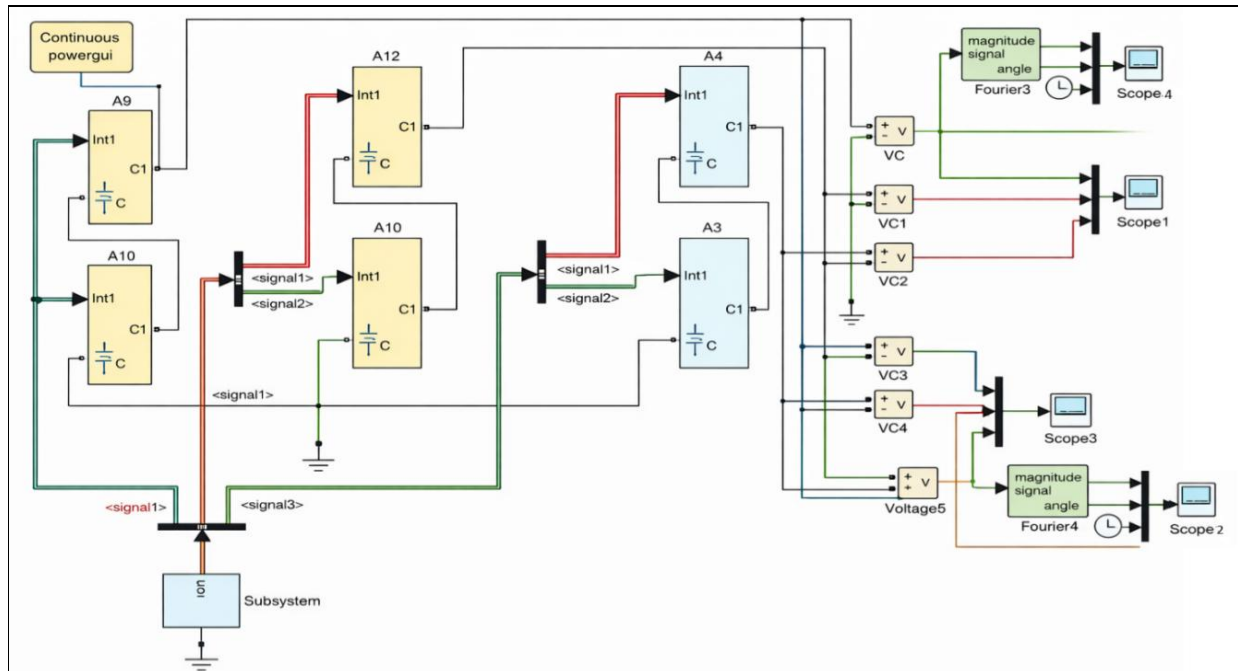 Continuous
powergui
A9
Int1
C1
C
A10
Int1
C1
C
A12
Int1
C1
C
A10
Int1
C1
C
<signal1>
<signal2>
A4
Int1
C1
C
A3
Int1
C1
C
<signal1>
<signal2>
<signal1>
<signal1>
<signal3>
Subsystem
magnitude
signal
angle
Fourier3
Scope 4
+
-
v
VC
+
-
v
VC1
+
-
v
VC2
Scope1
+
-
v
VC3
+
-
v
VC4
Scope3
+
+
v
Voltage5
magnitude
signal
angle
Fourier4
Scope 2